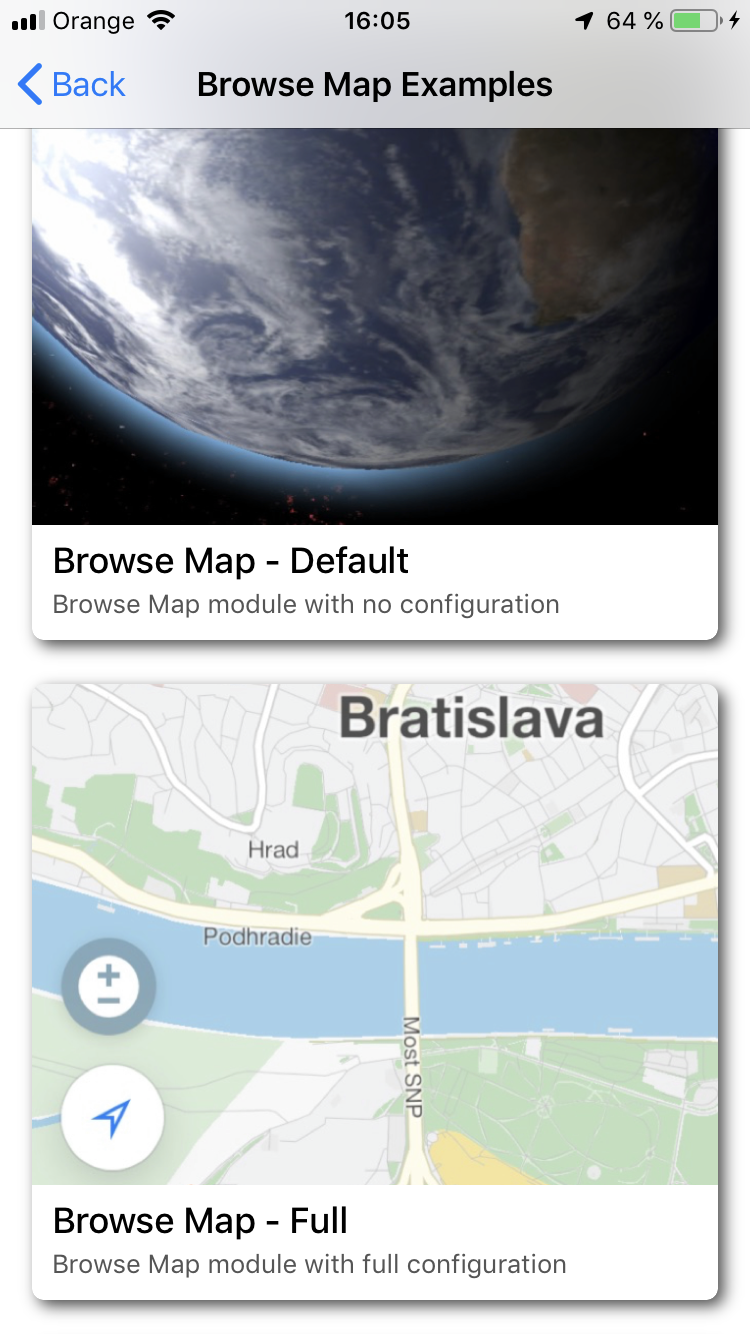 Orange 16:05 64 %
Back Browse Map Examples
Browse Map - Default
Browse Map module with no configuration
Bratislava
Hrad
Podhradie
Most SNP
Browse Map - Full
Browse Map module with full configuration